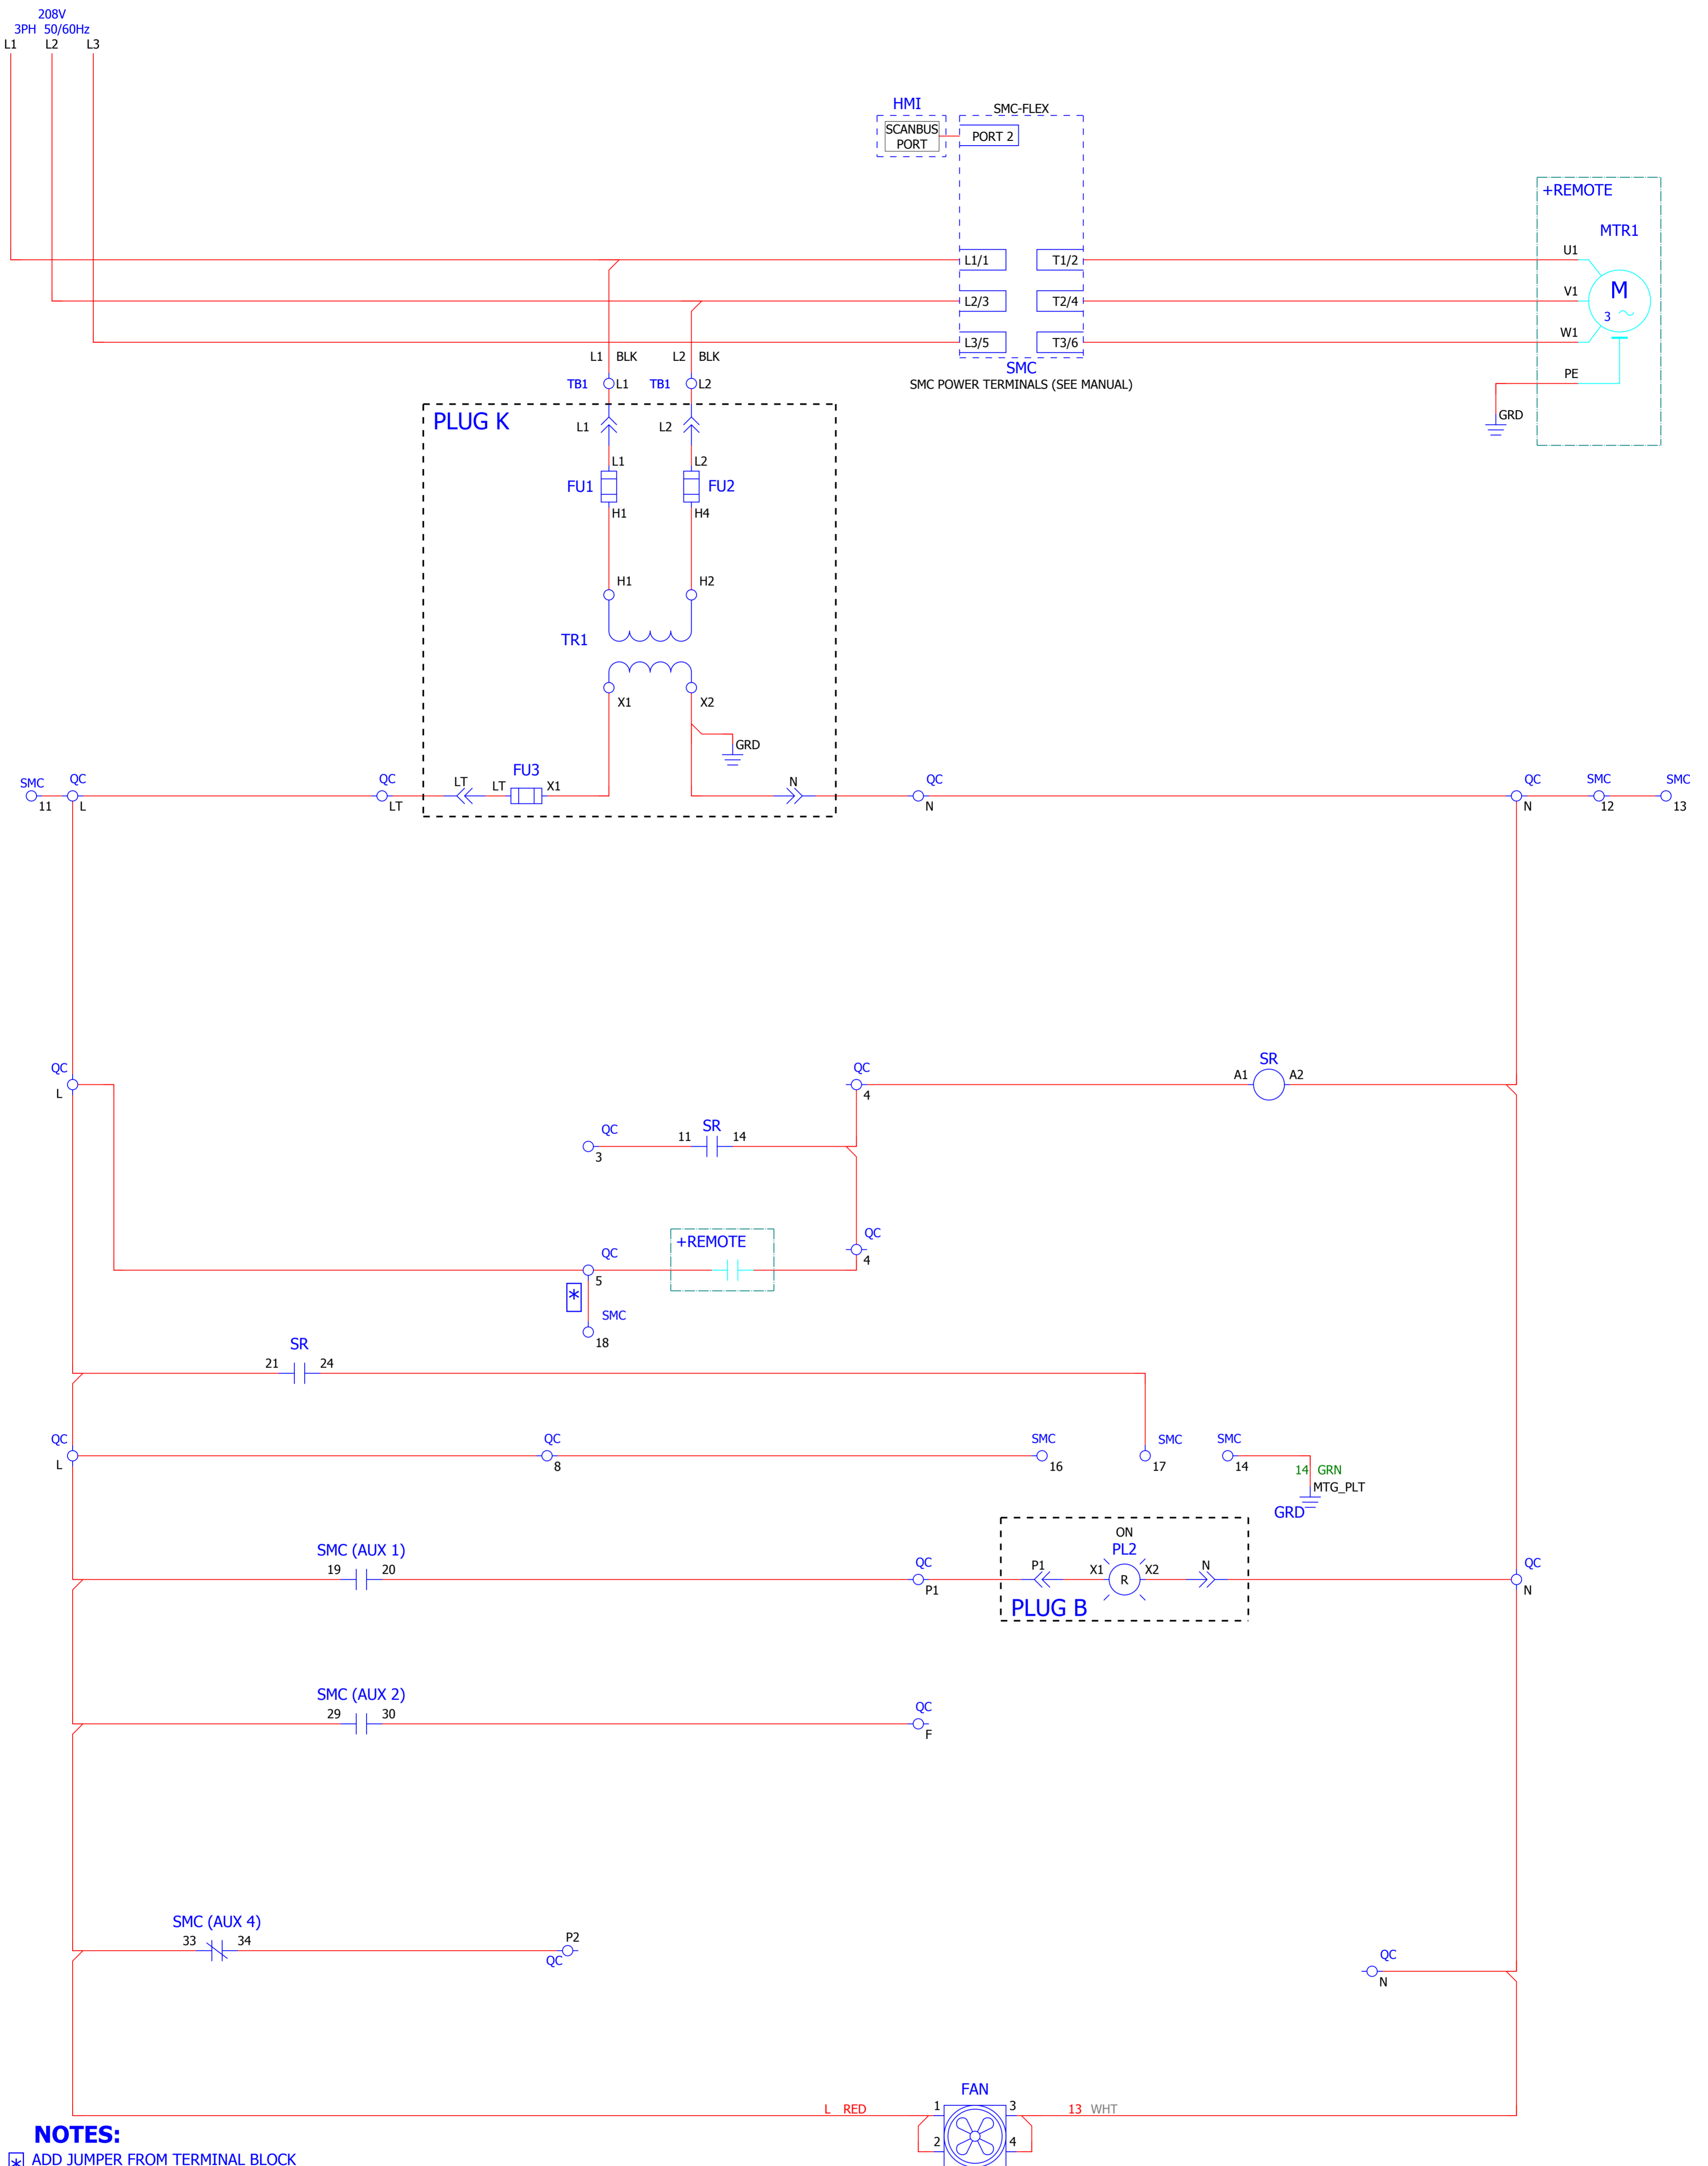 208V
3PH 50/60Hz
L1 L2 L3
HMI
SCANBUS
PORT
SMC-FLEX
PORT 2
+REMOTE
MTR1
L1/1 T1/2 U1
L2/3 T2/4 V1
M
3
L3/5 T3/6 W1
SMC
SMC POWER TERMINALS (SEE MANUAL)
PE
GRD
L1 BLK L2 BLK
TB1 L1 TB1 L2
PLUG K
L1 L2
L1 L2
FU1 FU2
H1 H4
H1 H2
TR1
X1 X2
GRD
SMC QC QC LT LT FU3 X1 N QC QC SMC SMC
11 L LT N N 12 13
QC QC SR
L 4 A1 A2
QC SR
3 11 14
+REMOTE
QC QC
5 4
*
SMC
18
SR
21 24
QC QC SMC SMC SMC
L 8 16 17 14
14 GRN
MTG_PLT
GRD
ON
SMC (AUX 1) PL2
19 20 QC P1 X1 R X2 N QC
P1 N
PLUG B
SMC (AUX 2)
29 30 QC
F
SMC (AUX 4)
33 34 P2
QC
QC
N
FAN
L RED 1 3 13 WHT
2 4
NOTES:
* ADD JUMPER FROM TERMINAL BLOCK